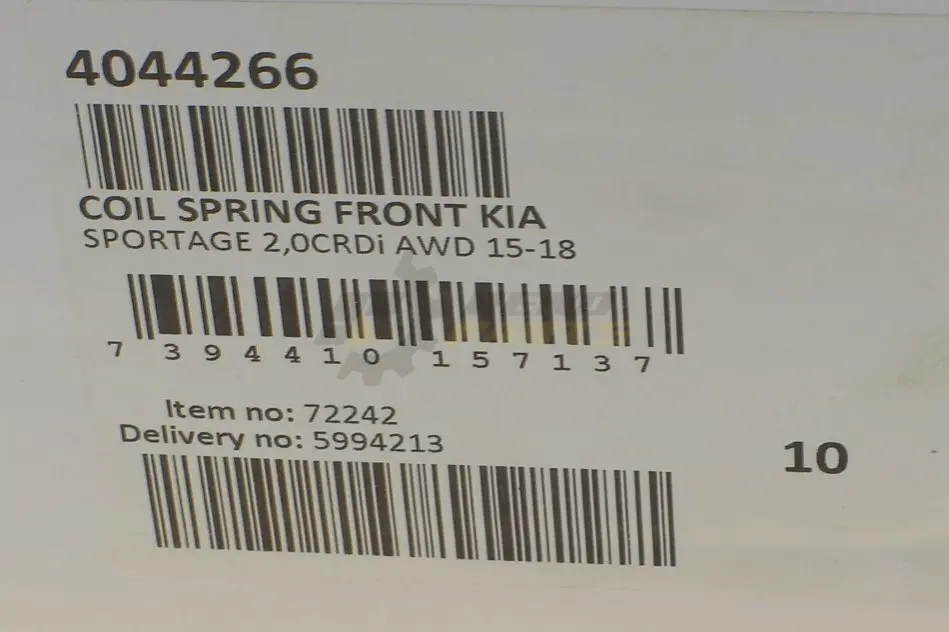 4044266
COIL SPRING FRONT KIA
SPORTAGE 2,0CRDi AWD 15-18
7 394410 157137
Item no: 72242
Delivery no: 5994213
10